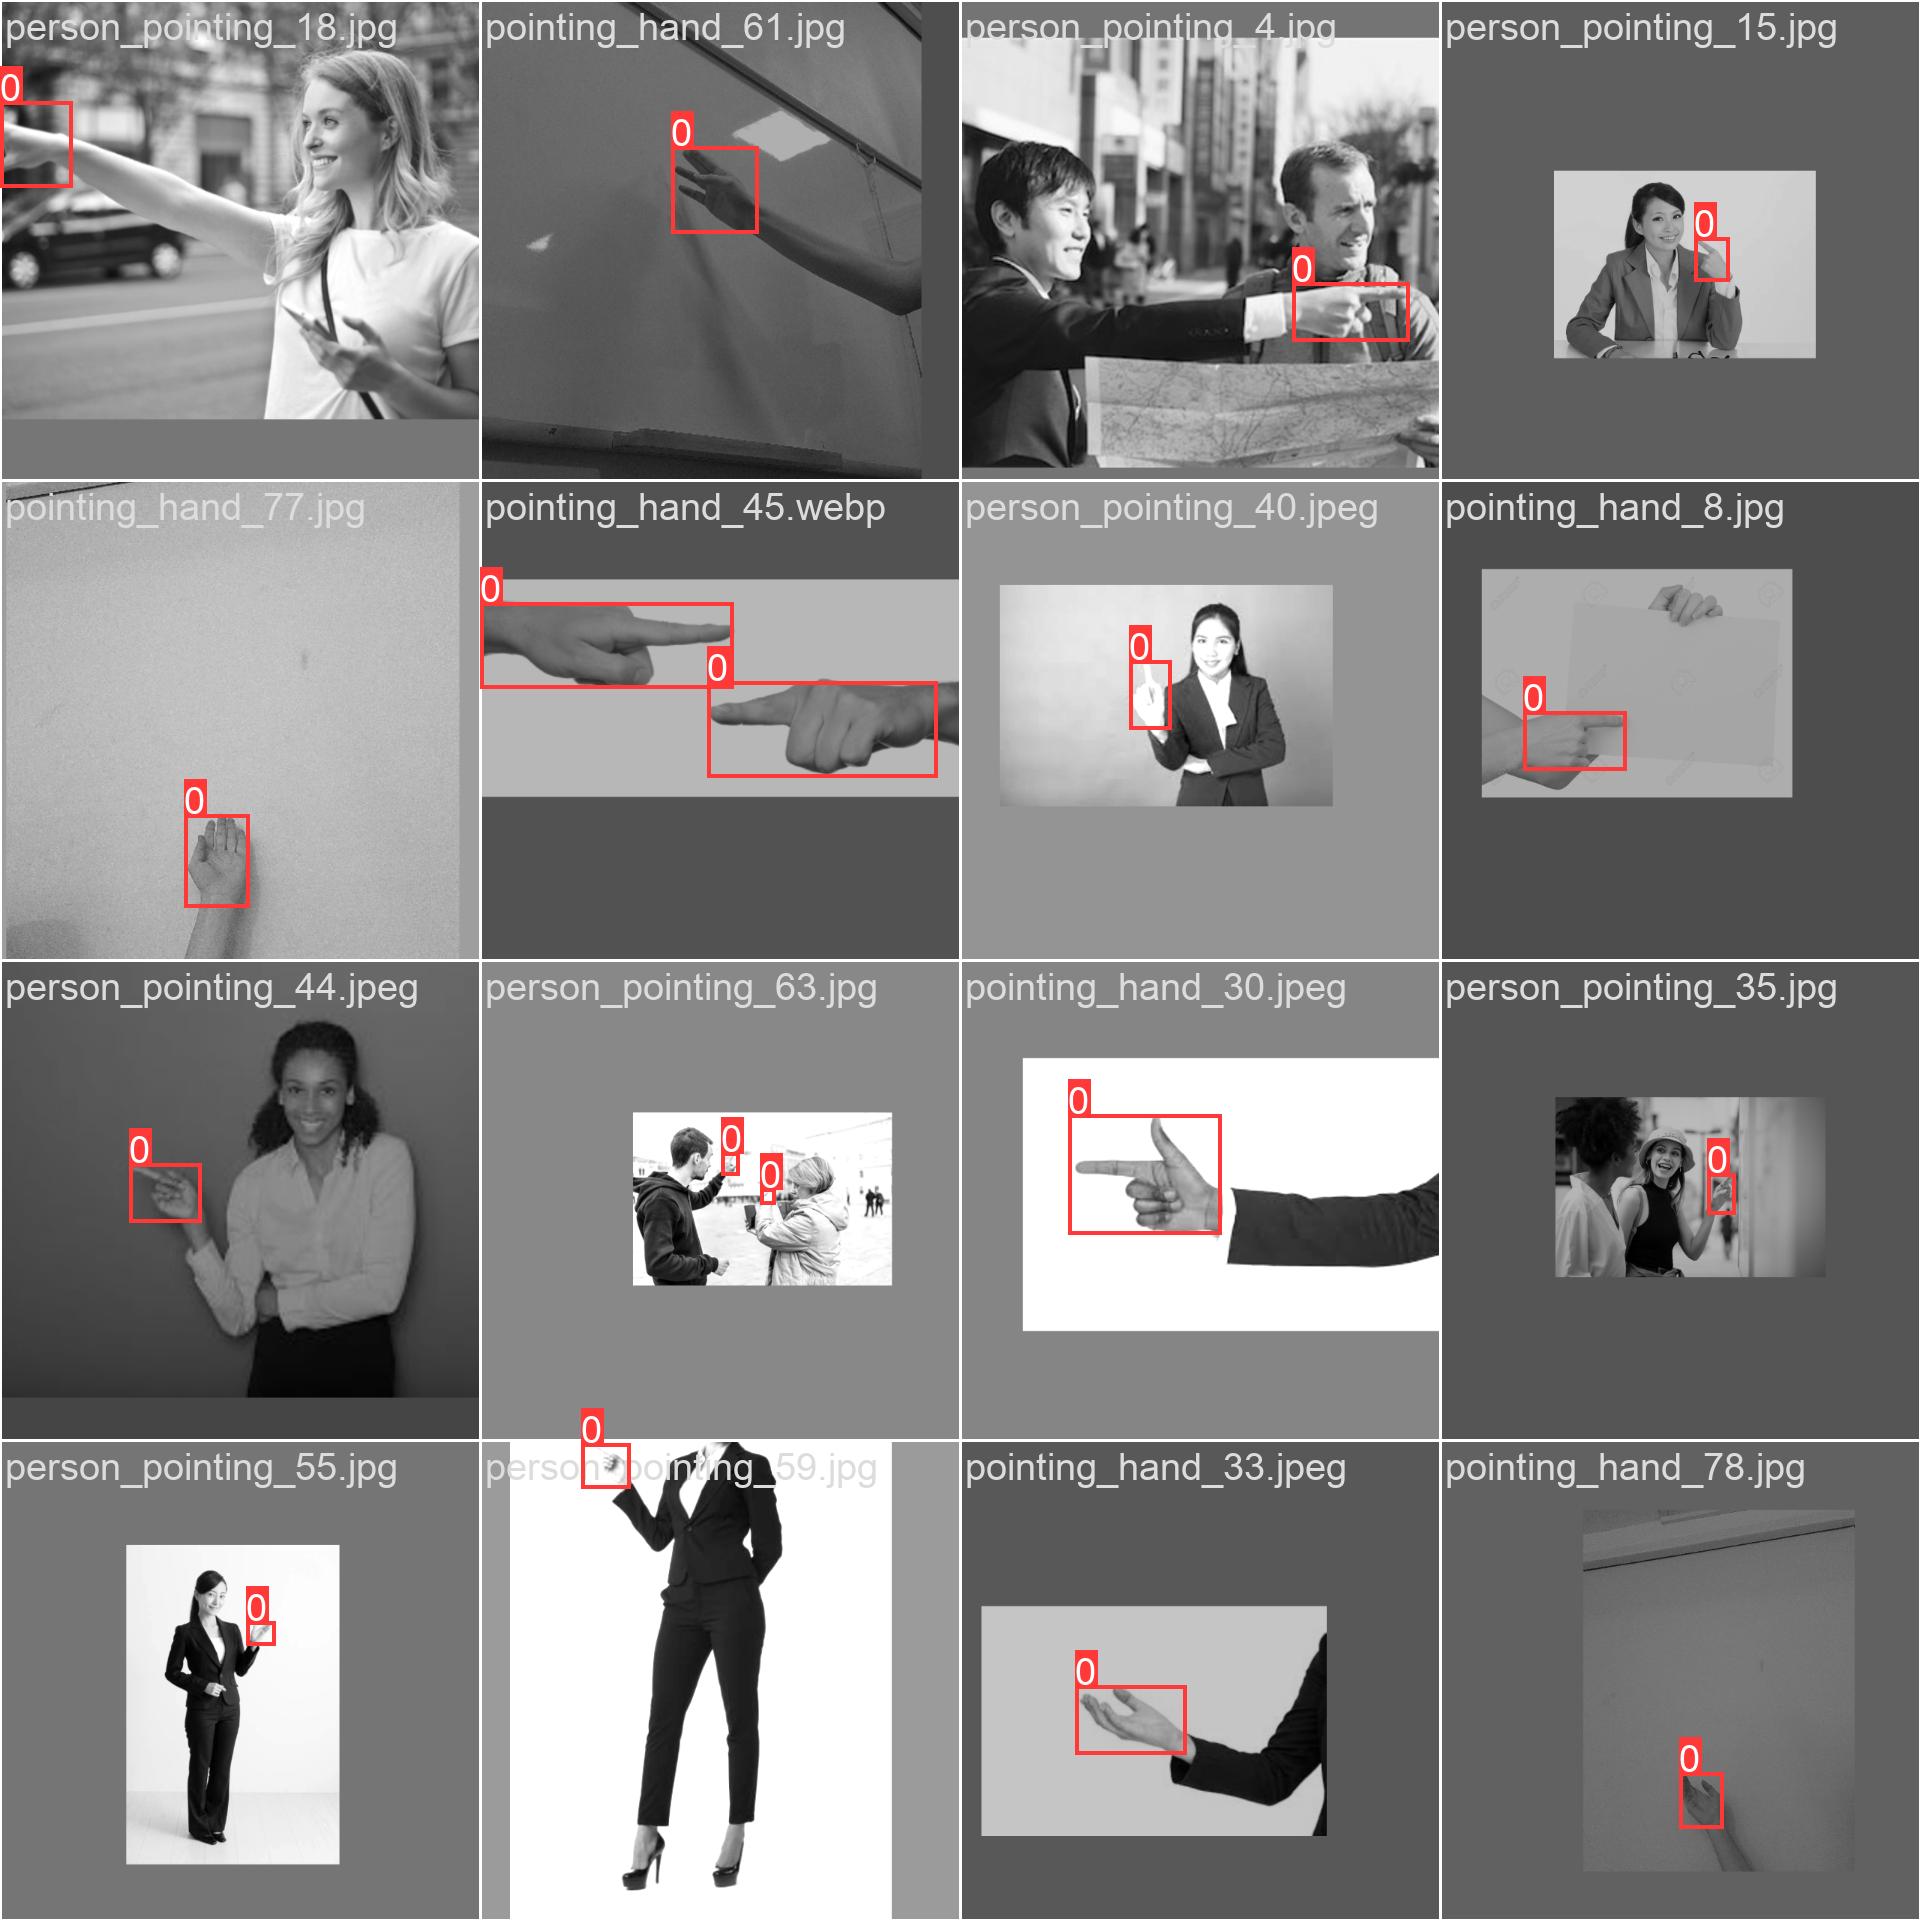 person_pointing_18.jpg
pointing_hand_61.jpg
person_pointing_4.jpg
person_pointing_15.jpg
0
0
0
0
pointing_hand_77.jpg
pointing_hand_45.webp
person_pointing_40.jpeg
pointing_hand_8.jpg
0
0
0
0
0
person_pointing_44.jpeg
person_pointing_63.jpg
pointing_hand_30.jpeg
person_pointing_35.jpg
0
0
0
0
0
person_pointing_55.jpg
person_pointing_59.jpg
pointing_hand_33.jpeg
pointing_hand_78.jpg
0
0
0
0